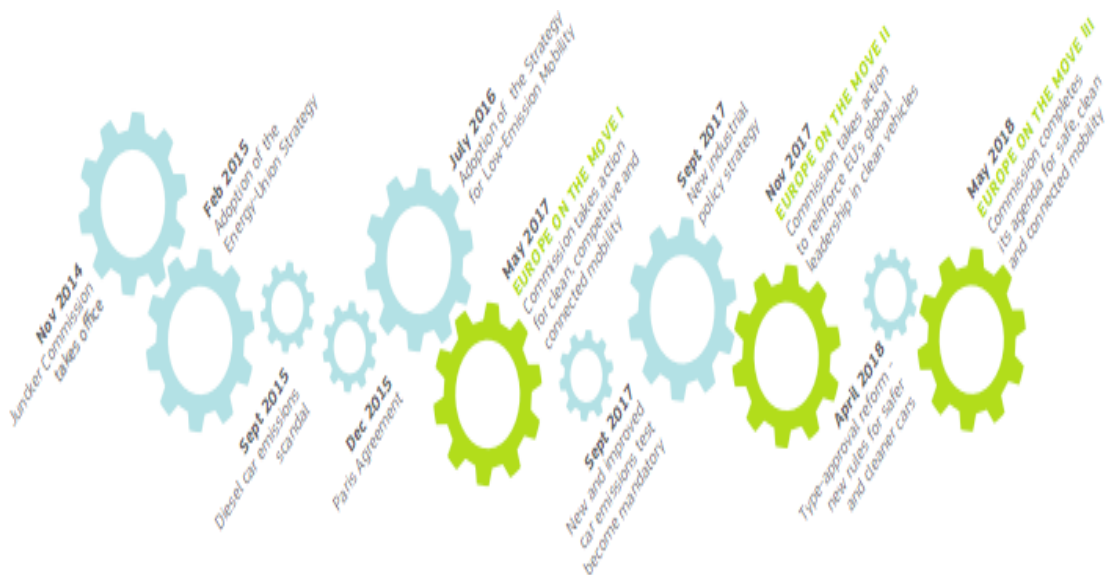 Nov 2014
Juncker Commission
takes office
Feb 2015
Adoption of the
Energy-Union Strategy
Sept 2015
Diesel car emissions
scandal
Dec 2015
Paris Agreement
July 2016
Adoption of the Strategy
for Low-Emission Mobility
May 2017
EUROPE ON THE MOVE I
Commission takes action
for clean, competitive and
connected mobility
Sept 2017
New and improved
car emissions test
become mandatory
Sept 2017
New industrial
policy strategy
Nov 2017
EUROPE ON THE MOVE II
Commission takes action
to reinforce EU's global
leadership in clean vehicles
April 2018
Type-approval reform -
new rules for safer
and cleaner cars
May 2018
EUROPE ON THE MOVE III
Commission completes
its agenda for safe, clean
and connected mobility